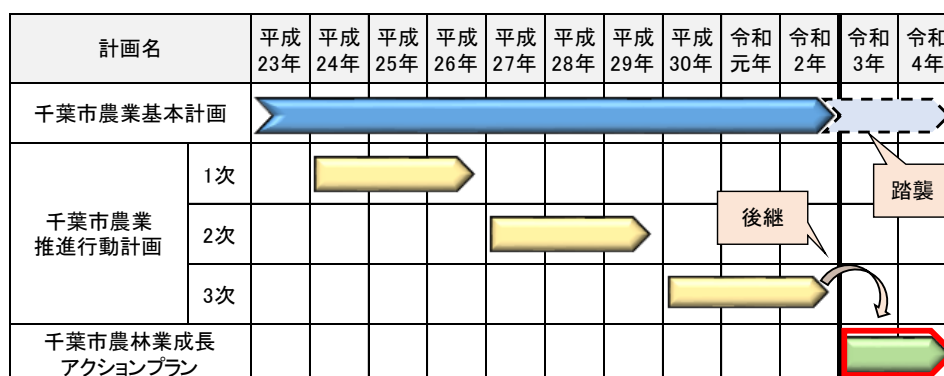 計画名
平成
23年
平成
24年
平成
25年
平成
26年
平成
27年
平成
28年
平成
29年
平成
30年
令和
元年
令和
2年
令和
3年
令和
4年
千葉市農業基本計画
踏襲
千葉市農業
推進行動計画
1次
2次
3次
後継
千葉市農林業成長
アクションプラン